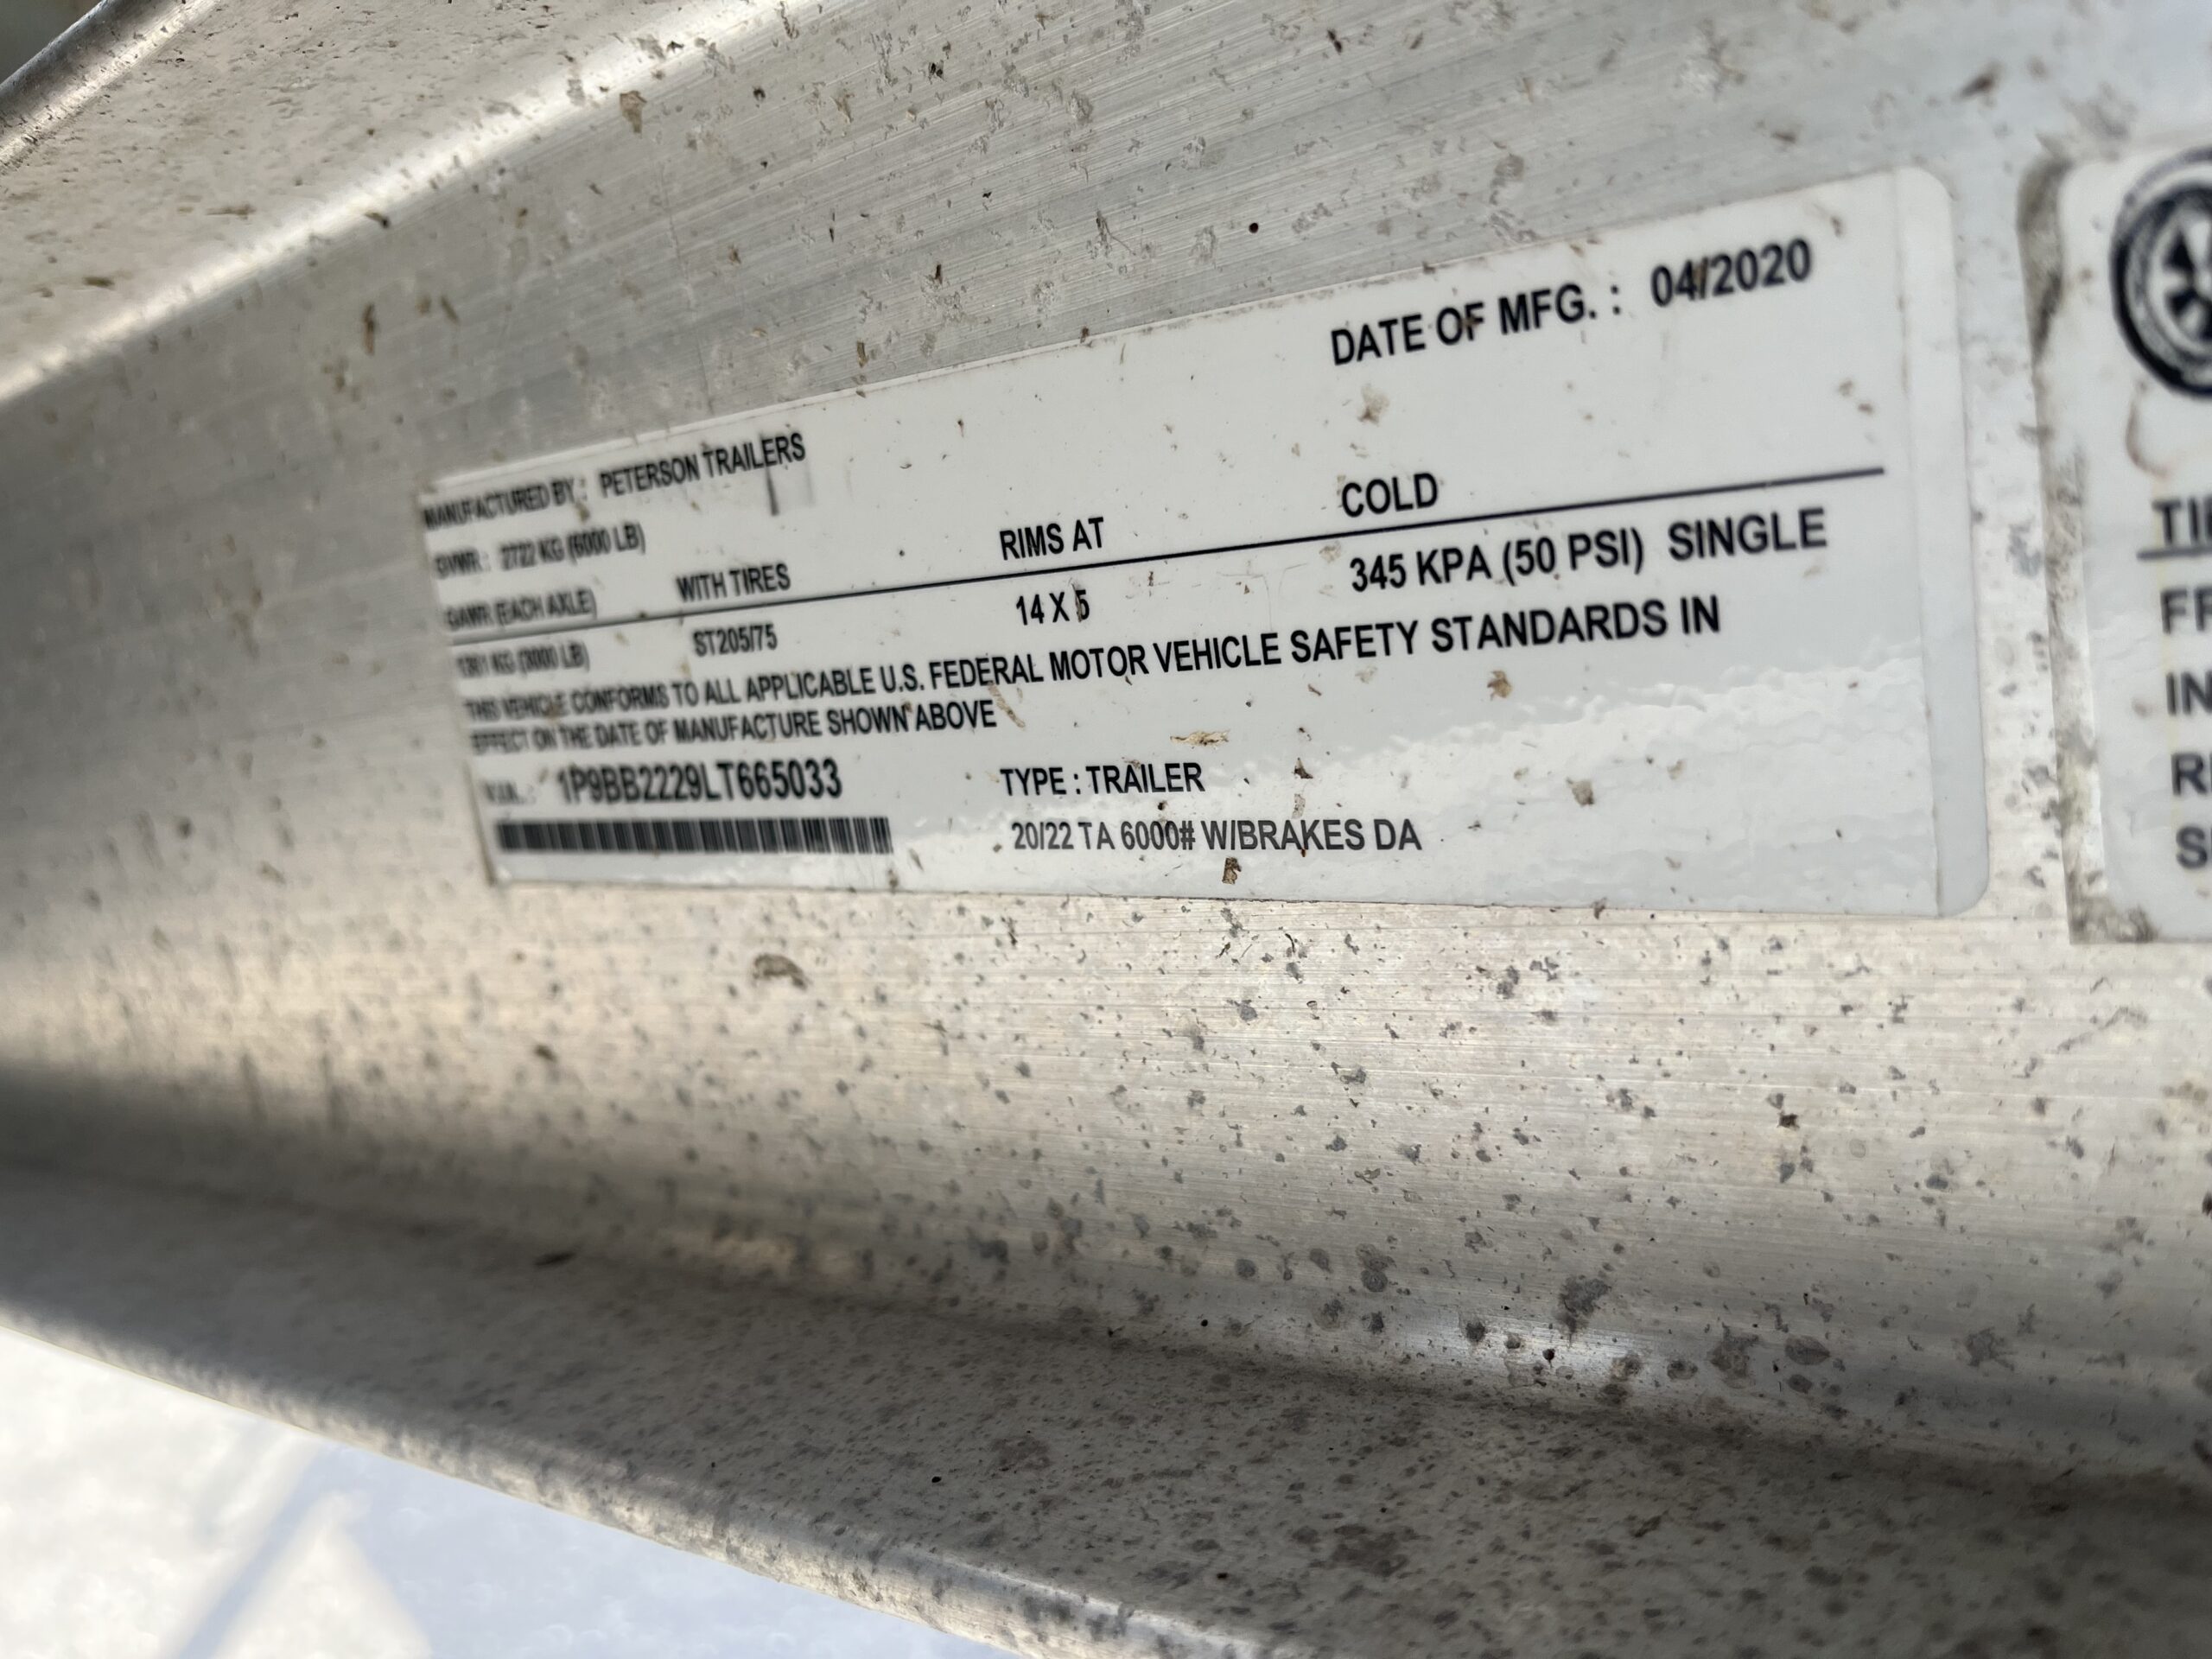 DATE OF MFG. : 04/2020
MANUFACTURED BY : PETERSON TRAILERS
GVWR : 2722 KG (6000 LB)
GAWR (EACH AXLE) WITH TIRES RIMS AT COLD
1361 KG (3000 LB) ST205/75 14 X 5 345 KPA (50 PSI) SINGLE
THIS VEHICLE CONFORMS TO ALL APPLICABLE U.S. FEDERAL MOTOR VEHICLE SAFETY STANDARDS IN
EFFECT ON THE DATE OF MANUFACTURE SHOWN ABOVE
V.I.N. : 1P9BB2229LT665033 TYPE : TRAILER
20/22 TA 6000# W/BRAKES DA